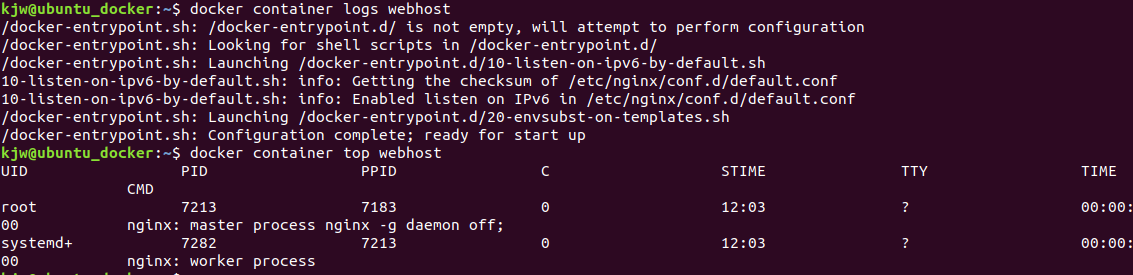 kjw@ubuntu_docker:~$ docker container logs webhost
/docker-entrypoint.sh: /docker-entrypoint.d/ is not empty, will attempt to perform configuration
/docker-entrypoint.sh: Looking for shell scripts in /docker-entrypoint.d/
/docker-entrypoint.sh: Launching /docker-entrypoint.d/10-listen-on-ipv6-by-default.sh
10-listen-on-ipv6-by-default.sh: info: Getting the checksum of /etc/nginx/conf.d/default.conf
10-listen-on-ipv6-by-default.sh: info: Enabled listen on IPv6 in /etc/nginx/conf.d/default.conf
/docker-entrypoint.sh: Launching /docker-entrypoint.d/20-envsubst-on-templates.sh
/docker-entrypoint.sh: Configuration complete; ready for start up
kjw@ubuntu_docker:~$ docker container top webhost
UID PID PPID C STIME TTY TIME
CMD
root 7213 7183 0 12:03 ? 00:00:
00 nginx: master process nginx -g daemon off;
systemd+ 7282 7213 0 12:03 ? 00:00:
00 nginx: worker process